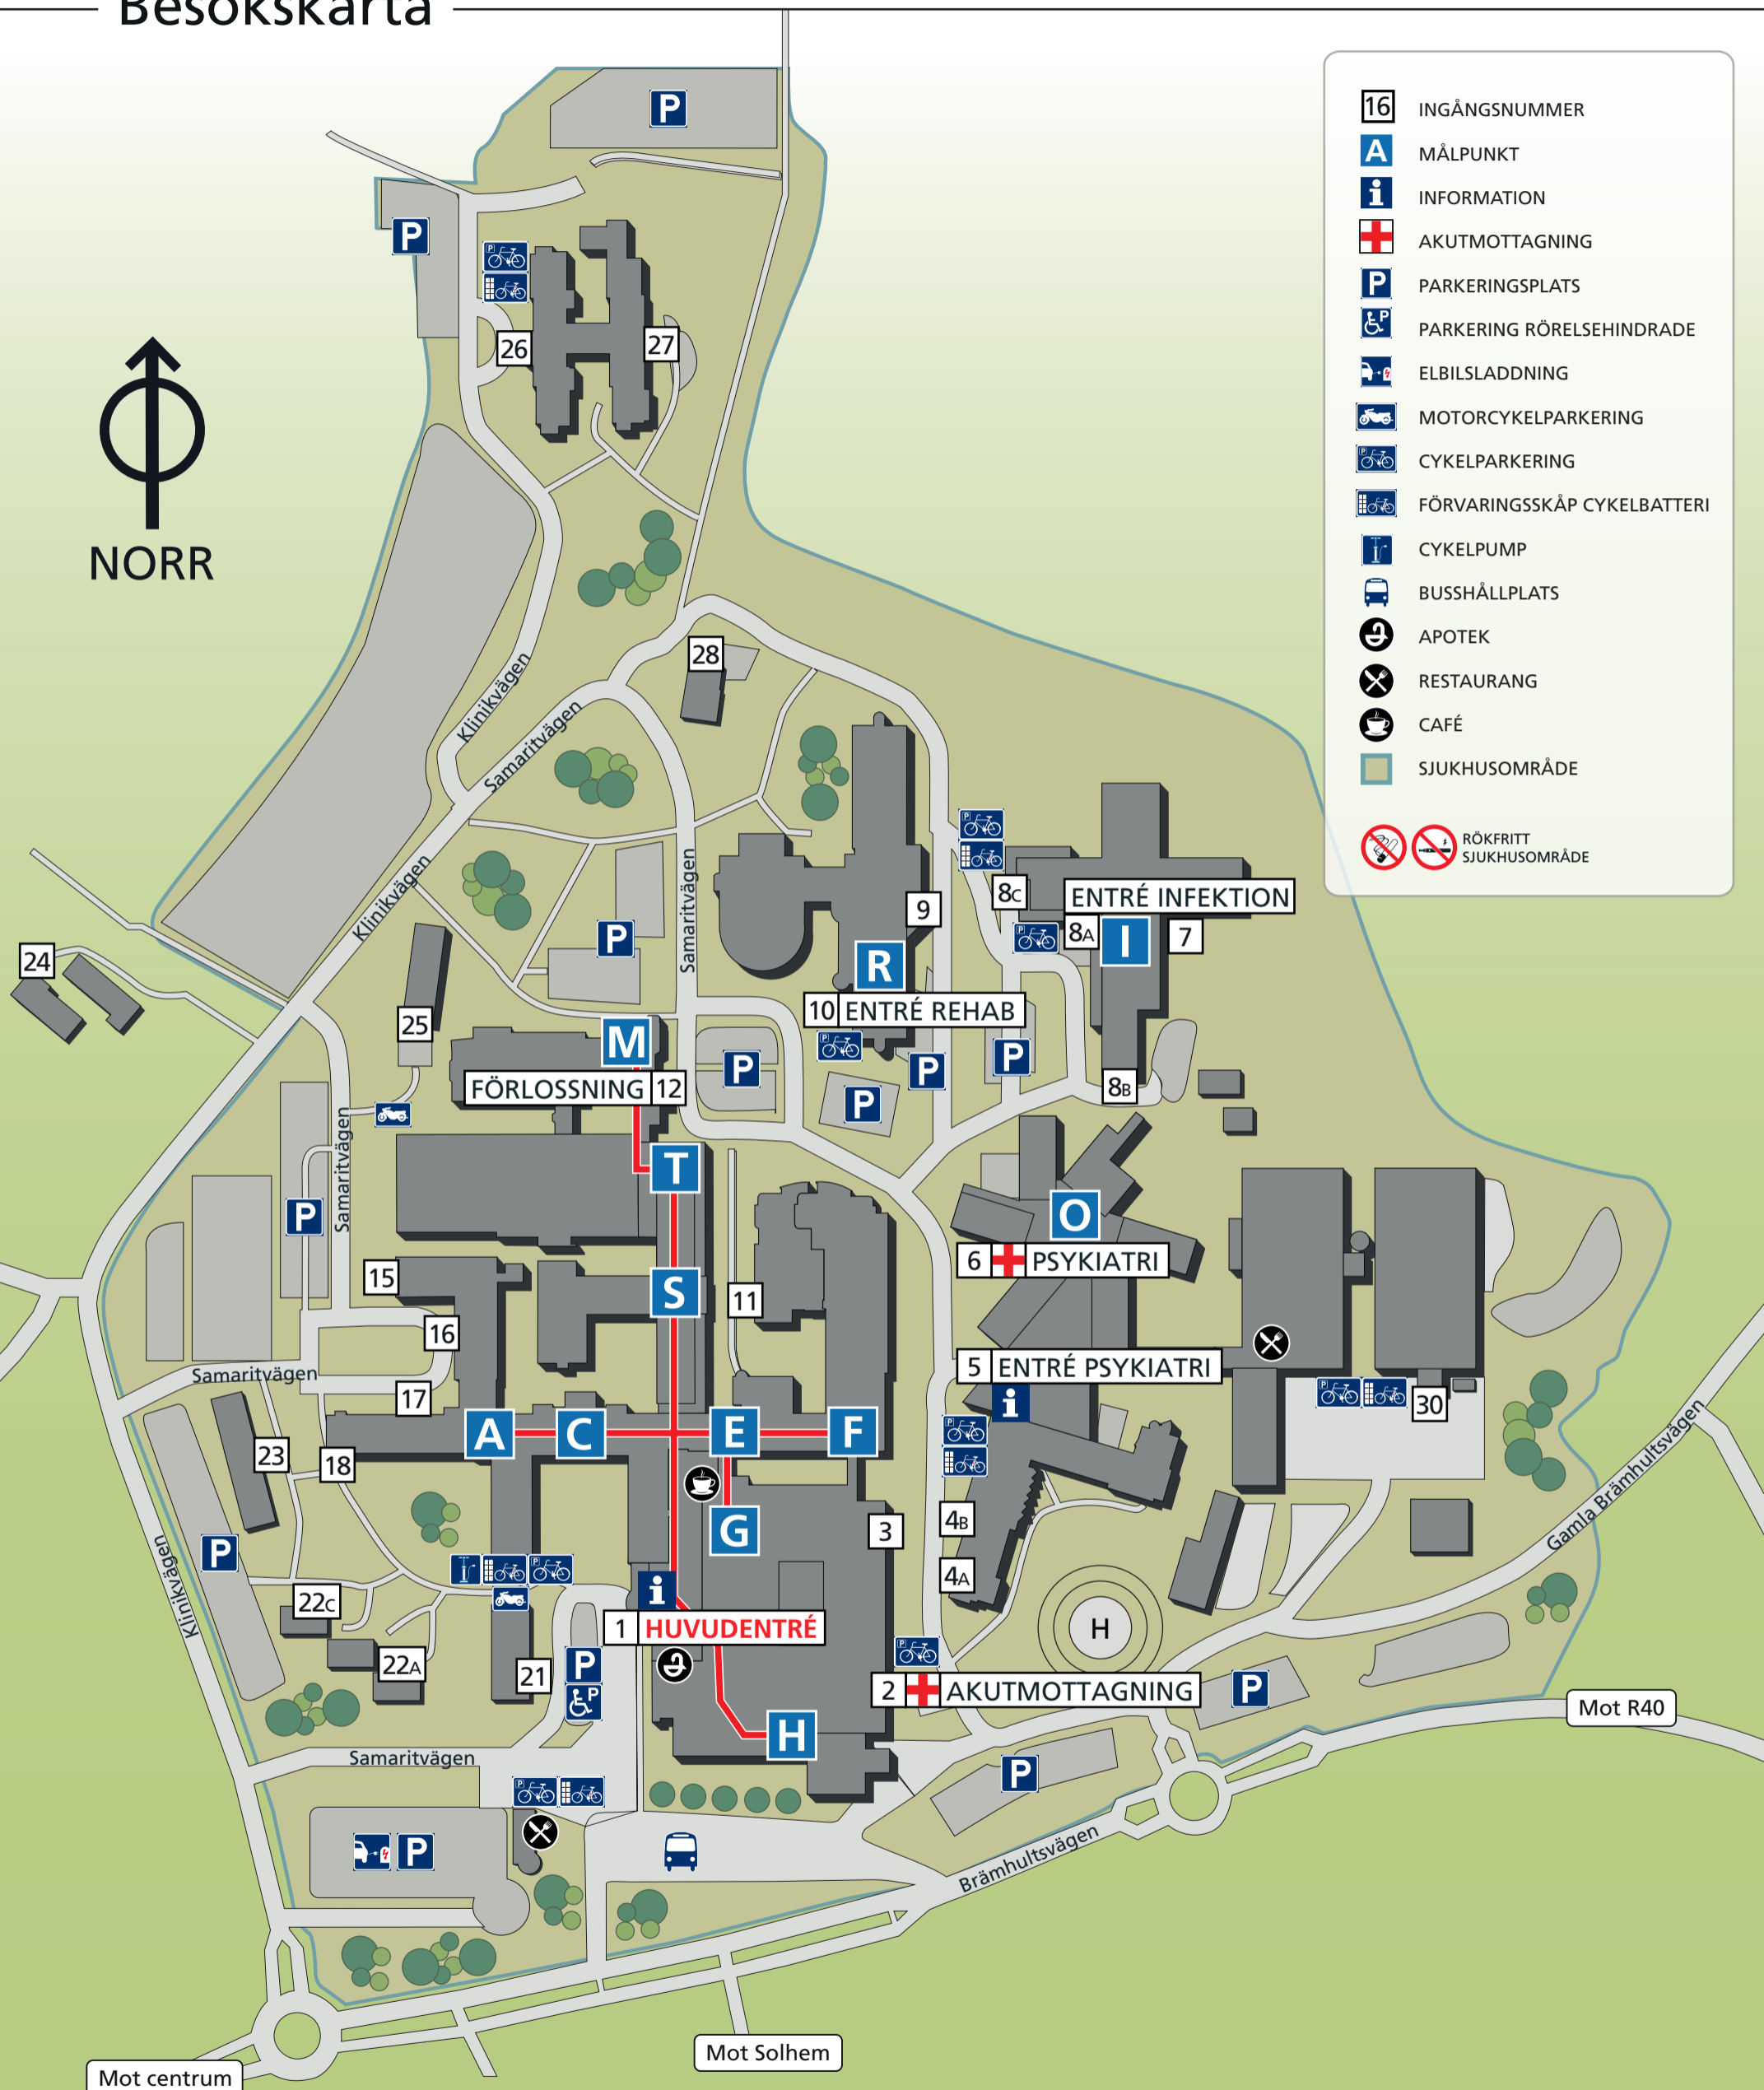 Besökskarta
16 INGÅNGSNUMMER
A MÅLPUNKT
i INFORMATION
AKUTMOTTAGNING
P PARKERINGSPLATS
P PARKERING RÖRELSEHINDRADE
ELBILSLADDNING
MOTORCYKELPARKERING
P CYKELPARKERING
FÖRVARINGSSKÅP CYKELBATTERI
CYKELPUMP
BUSSHÅLLPLATS
APOTEK
RESTAURANG
CAFÉ
SJUKHUSOMRÅDE
RÖKFRITT
SJUKHUSOMRÅDE
NORR
P
P
P
26
27
28
Klinikvägen
Samaritvägen
Klinikvägen
Samaritvägen
P
P
8C
ENTRÉ INFEKTION
9
P
8A
I
7
P
R
24
10 ENTRÉ REHAB
25
M
P
P
P
P
P
FÖRLOSSNING 12
8B
Samaritvägen
T
P
O
6 PSYKIATRI
15
S
11
16
5 ENTRÉ PSYKIATRI
Samaritvägen
17
i
P
30
A
C
E
F
P
23
18
Gamla Brämhultsvägen
G
3
4B
4A
P
Klinikvägen
P
i
22C
1 HUVUDENTRÉ
H
P
22A
21
P
P
2 AKUTMOTTAGNING
P
Mot R40
H
Samaritvägen
P
P
P
Brämhultsvägen
Mot Solhem
Mot centrum